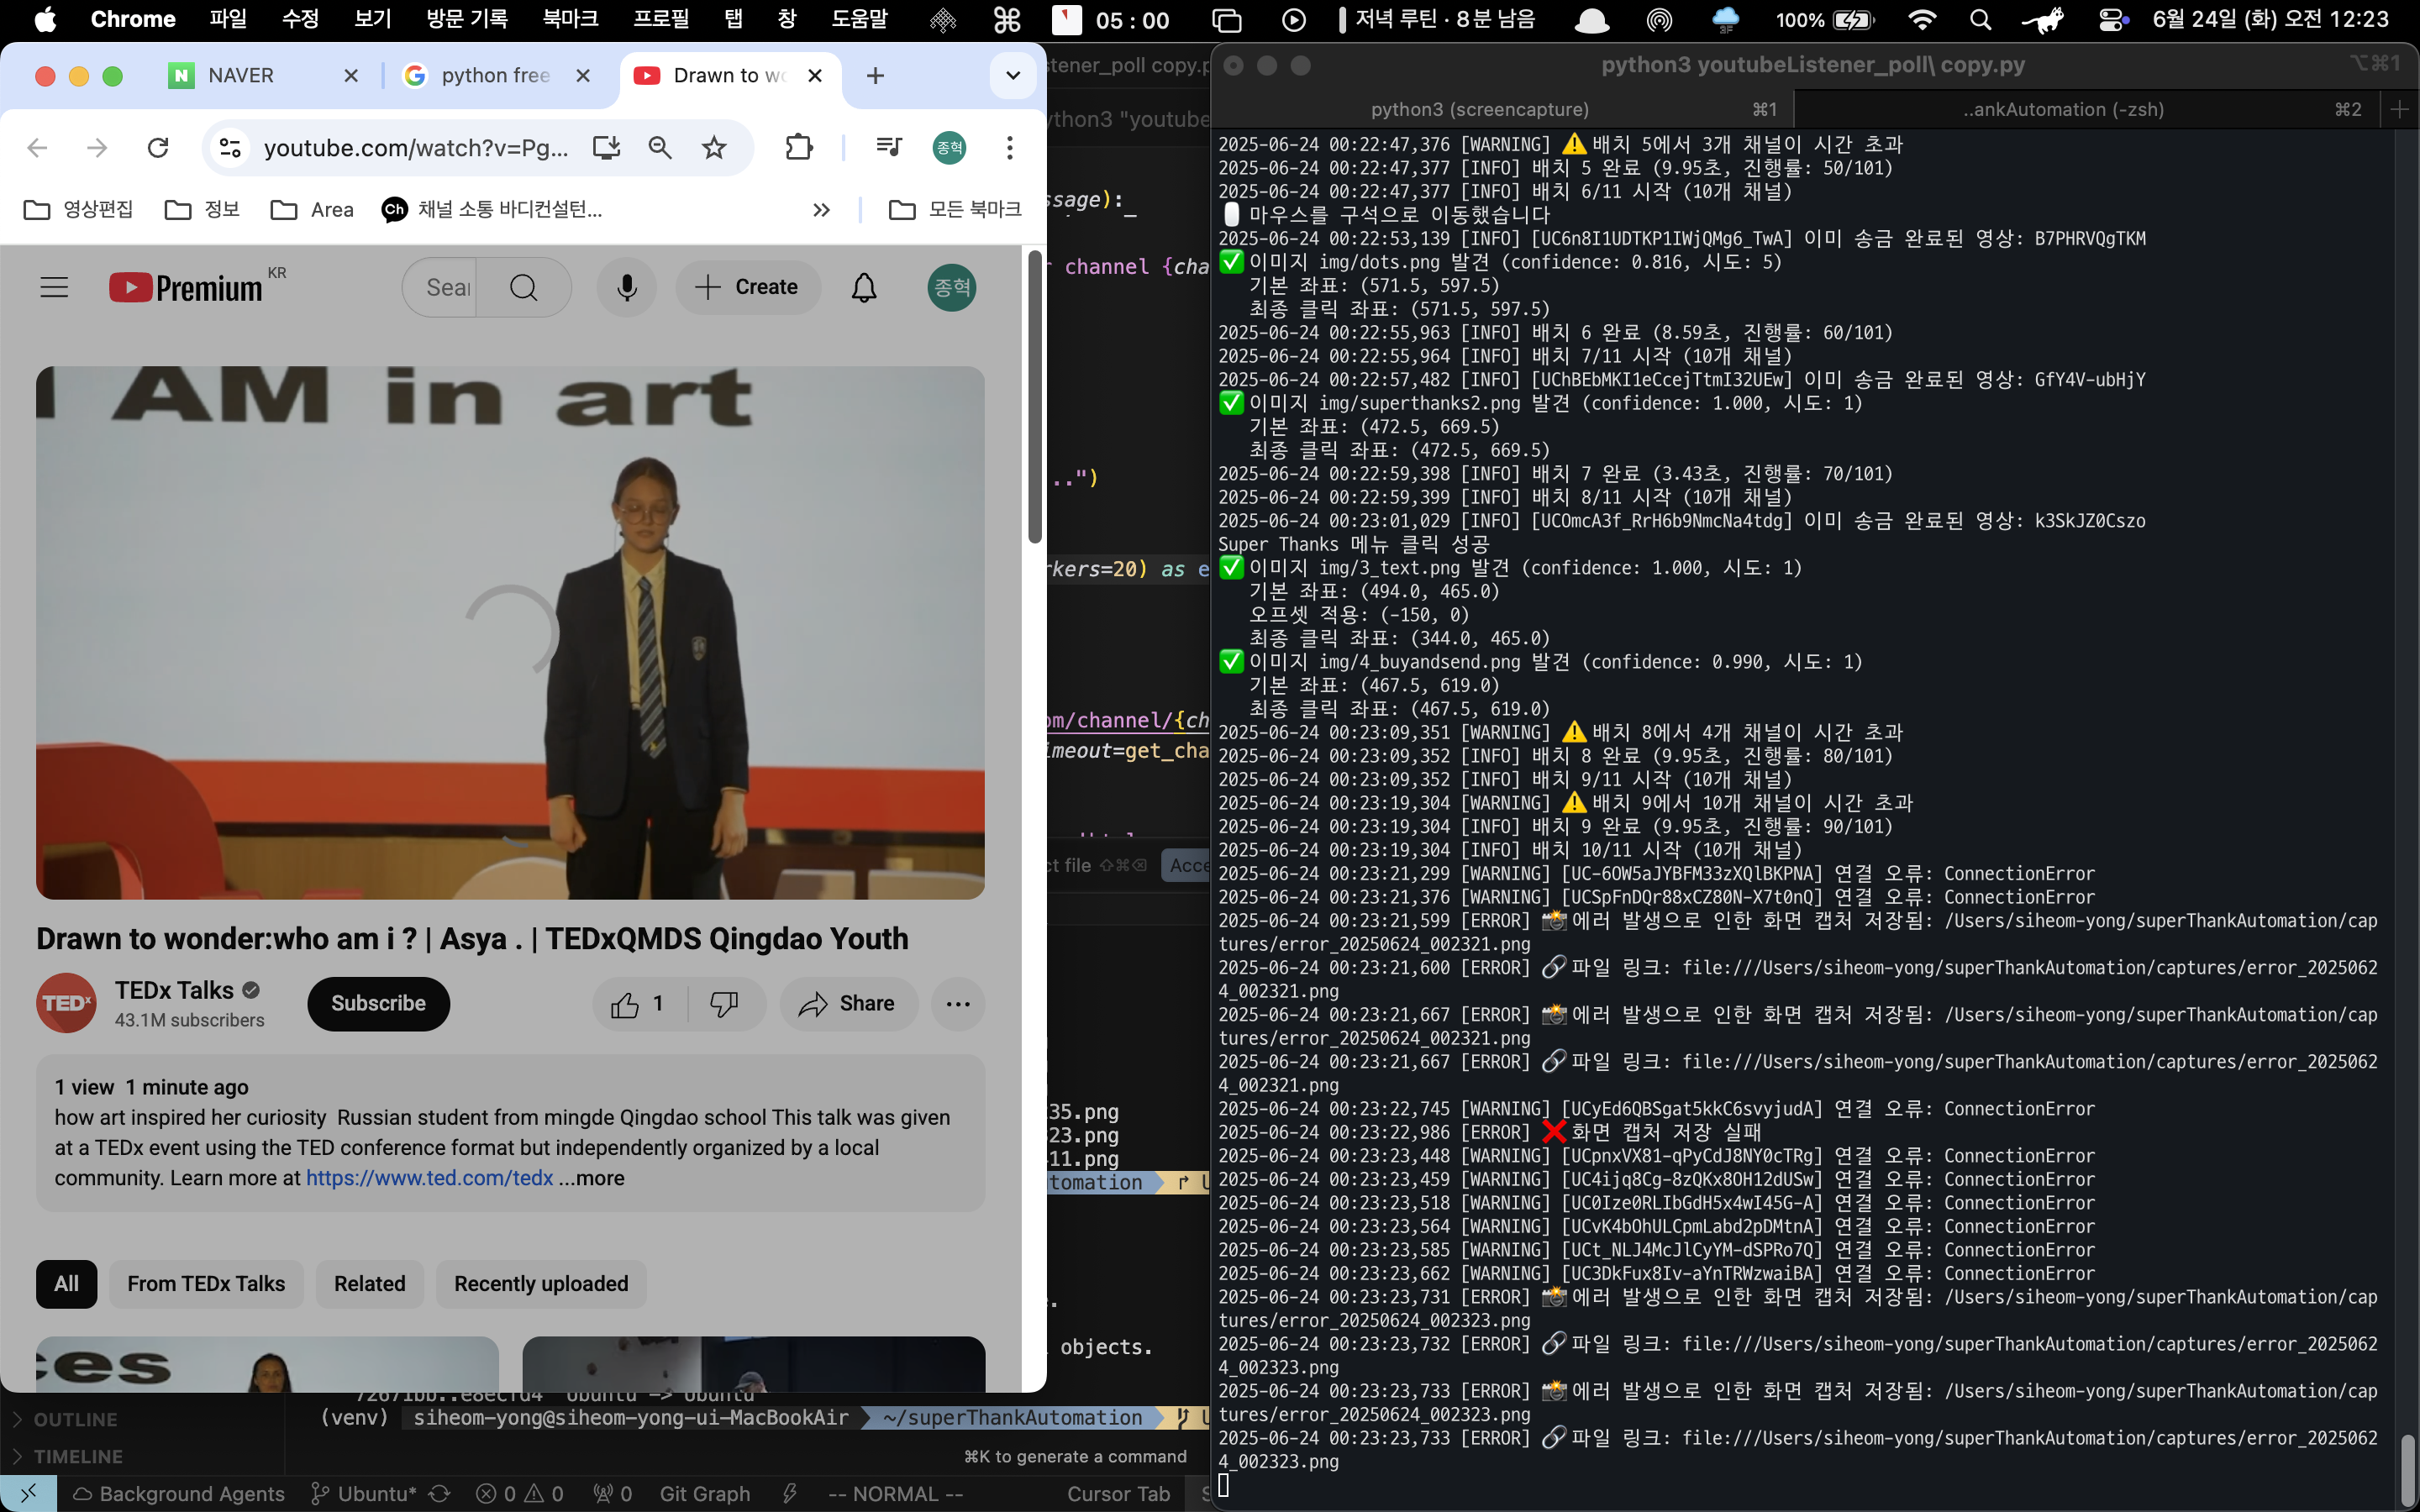 Chrome 파일 수정 보기 방문 기록 북마크 프로필 탭 창 도움말 05 : 00 저녁 루틴 · 8분 남음 3F 100% 6월 24일 (화) 오전 12:23
NAVER
python free
Drawn to wo
youtube.com/watch?v=Pg...
종혁
영상편집
정보
Area
Ch 채널 소통 바디컨설턴...
모든 북마크
Premium KR
Sear
Create
종혁
AM in art
Drawn to wonder:who am i ? | Asya . | TEDxQMDS Qingdao Youth
TEDx
TEDx Talks
43.1M subscribers
Subscribe
1
Share
1 view 1 minute ago
how art inspired her curiosity Russian student from mingde Qingdao school This talk was given
at a TEDx event using the TED conference format but independently organized by a local
community. Learn more at https://www.ted.com/tedx ...more
All
From TEDx Talks
Related
Recently uploaded
ces
stener_poll copy.p
ython3 "youtube
ssage):
r channel {cha
..")
rkers=20) as e
om/channel/{ch
imeout=get_cha
ct file ⇧⌘⌫ Acce
35.png
23.png
11.png
tomation
objects.
(venv) siheom-yong@siheom-yong-ui-MacBookAir ~/superThankAutomation
⌘K to generate a command
OUTLINE
TIMELINE
Background Agents Ubuntu* 0 0 0 Git Graph -- NORMAL -- Cursor Tab
python3 youtubeListener_poll\ copy.py ⌥⌘1
python3 (screencapture) ⌘1
..ankAutomation (-zsh) ⌘2
2025-06-24 00:22:47,376 [WARNING] ⚠️ 배치 5에서 3개 채널이 시간 초과
2025-06-24 00:22:47,377 [INFO] 배치 5 완료 (9.95초, 진행률: 50/101)
2025-06-24 00:22:47,377 [INFO] 배치 6/11 시작 (10개 채널)
마우스를 구석으로 이동했습니다
2025-06-24 00:22:53,139 [INFO] [UC6n8I1UDTKP1IWjQMg6_TwA] 이미 송금 완료된 영상: B7PHRVQgTKM
✅ 이미지 img/dots.png 발견 (confidence: 0.816, 시도: 5)
기본 좌표: (571.5, 597.5)
최종 클릭 좌표: (571.5, 597.5)
2025-06-24 00:22:55,963 [INFO] 배치 6 완료 (8.59초, 진행률: 60/101)
2025-06-24 00:22:55,964 [INFO] 배치 7/11 시작 (10개 채널)
2025-06-24 00:22:57,482 [INFO] [UChBEbMKI1eCcejTtmI32UEw] 이미 송금 완료된 영상: GfY4V-ubHjY
✅ 이미지 img/superthanks2.png 발견 (confidence: 1.000, 시도: 1)
기본 좌표: (472.5, 669.5)
최종 클릭 좌표: (472.5, 669.5)
2025-06-24 00:22:59,398 [INFO] 배치 7 완료 (3.43초, 진행률: 70/101)
2025-06-24 00:22:59,399 [INFO] 배치 8/11 시작 (10개 채널)
2025-06-24 00:23:01,029 [INFO] [UCOmcA3f_RrH6b9NmcNa4tdg] 이미 송금 완료된 영상: k3SkJZ0Cszo
Super Thanks 메뉴 클릭 성공
✅ 이미지 img/3_text.png 발견 (confidence: 1.000, 시도: 1)
기본 좌표: (494.0, 465.0)
오프셋 적용: (-150, 0)
최종 클릭 좌표: (344.0, 465.0)
✅ 이미지 img/4_buyandsend.png 발견 (confidence: 0.990, 시도: 1)
기본 좌표: (467.5, 619.0)
최종 클릭 좌표: (467.5, 619.0)
2025-06-24 00:23:09,351 [WARNING] ⚠️ 배치 8에서 4개 채널이 시간 초과
2025-06-24 00:23:09,352 [INFO] 배치 8 완료 (9.95초, 진행률: 80/101)
2025-06-24 00:23:09,352 [INFO] 배치 9/11 시작 (10개 채널)
2025-06-24 00:23:19,304 [WARNING] ⚠️ 배치 9에서 10개 채널이 시간 초과
2025-06-24 00:23:19,304 [INFO] 배치 9 완료 (9.95초, 진행률: 90/101)
2025-06-24 00:23:19,304 [INFO] 배치 10/11 시작 (10개 채널)
2025-06-24 00:23:21,299 [WARNING] [UC-6OW5aJYBFM33zXQlBKPNA] 연결 오류: ConnectionError
2025-06-24 00:23:21,376 [WARNING] [UCSpFnDQr88xCZ80N-X7t0nQ] 연결 오류: ConnectionError
2025-06-24 00:23:21,599 [ERROR] 📸 에러 발생으로 인한 화면 캡처 저장됨: /Users/siheom-yong/superThankAutomation/cap
tures/error_20250624_002321.png
2025-06-24 00:23:21,600 [ERROR] 🔗 파일 링크: file:///Users/siheom-yong/superThankAutomation/captures/error_2025062
4_002321.png
2025-06-24 00:23:21,667 [ERROR] 📸 에러 발생으로 인한 화면 캡처 저장됨: /Users/siheom-yong/superThankAutomation/cap
tures/error_20250624_002321.png
2025-06-24 00:23:21,667 [ERROR] 🔗 파일 링크: file:///Users/siheom-yong/superThankAutomation/captures/error_2025062
4_002321.png
2025-06-24 00:23:22,745 [WARNING] [UCyEd6QBSgat5kkC6svyjudA] 연결 오류: ConnectionError
2025-06-24 00:23:22,986 [ERROR] ❌ 화면 캡처 저장 실패
2025-06-24 00:23:23,448 [WARNING] [UCpnxVX81-qPyCdJ8NY0cTRg] 연결 오류: ConnectionError
2025-06-24 00:23:23,459 [WARNING] [UC4ijq8Cg-8zQKx8OH12dUSw] 연결 오류: ConnectionError
2025-06-24 00:23:23,518 [WARNING] [UC0Ize0RLIbGdH5x4wI45G-A] 연결 오류: ConnectionError
2025-06-24 00:23:23,564 [WARNING] [UCvK4bOhULCpmLabd2pDMtnA] 연결 오류: ConnectionError
2025-06-24 00:23:23,585 [WARNING] [UCt_NLJ4McJlCyYM-dSPRo7Q] 연결 오류: ConnectionError
2025-06-24 00:23:23,662 [WARNING] [UC3DkFux8Iv-aYnTRWzwaiBA] 연결 오류: ConnectionError
2025-06-24 00:23:23,731 [ERROR] 📸 에러 발생으로 인한 화면 캡처 저장됨: /Users/siheom-yong/superThankAutomation/cap
tures/error_20250624_002323.png
2025-06-24 00:23:23,732 [ERROR] 🔗 파일 링크: file:///Users/siheom-yong/superThankAutomation/captures/error_2025062
4_002323.png
2025-06-24 00:23:23,733 [ERROR] 📸 에러 발생으로 인한 화면 캡처 저장됨: /Users/siheom-yong/superThankAutomation/cap
tures/error_20250624_002323.png
2025-06-24 00:23:23,733 [ERROR] 🔗 파일 링크: file:///Users/siheom-yong/superThankAutomation/captures/error_2025062
4_002323.png